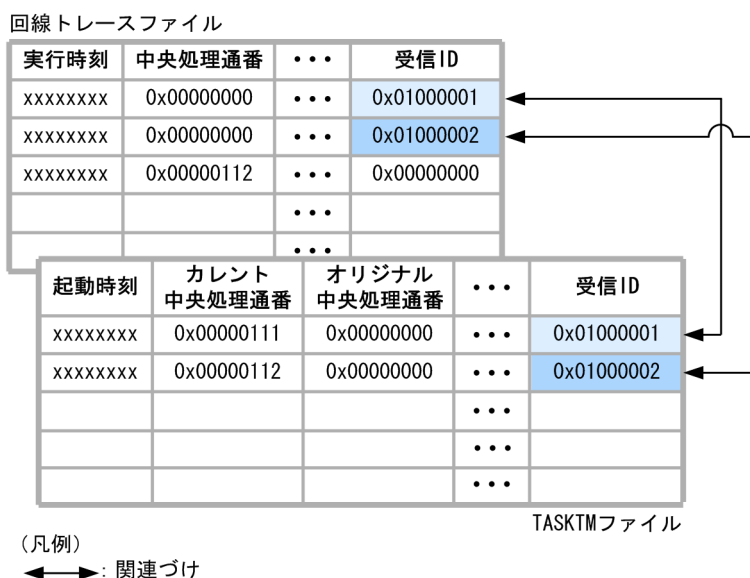 回線トレースファイル
実行時刻 中央処理通番 ・・・ 受信ID
xxxxxxxx 0x00000000 ・・・ 0x01000001
xxxxxxxx 0x00000000 ・・・ 0x01000002
xxxxxxxx 0x00000112 ・・・ 0x00000000
・・・
・・・
起動時刻 カレント中央処理通番 オリジナル中央処理通番 ・・・ 受信ID
xxxxxxxx 0x00000111 0x00000000 ・・・ 0x01000001
xxxxxxxx 0x00000112 0x00000000 ・・・ 0x01000002
・・・
・・・
・・・
TASKTMファイル
(凡例)
: 関連づけ